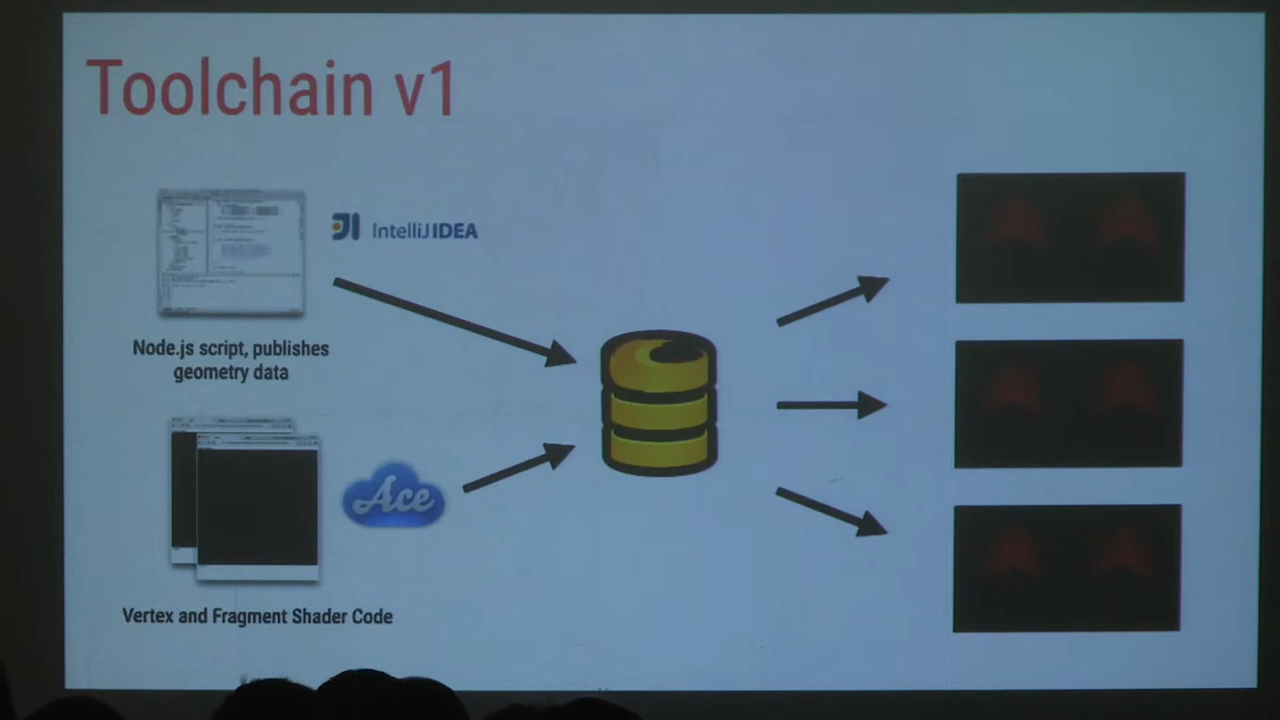 Toolchain v1
IntelliJ IDEA
Node.js script, publishes
geometry data
Ace
Vertex and Fragment Shader Code